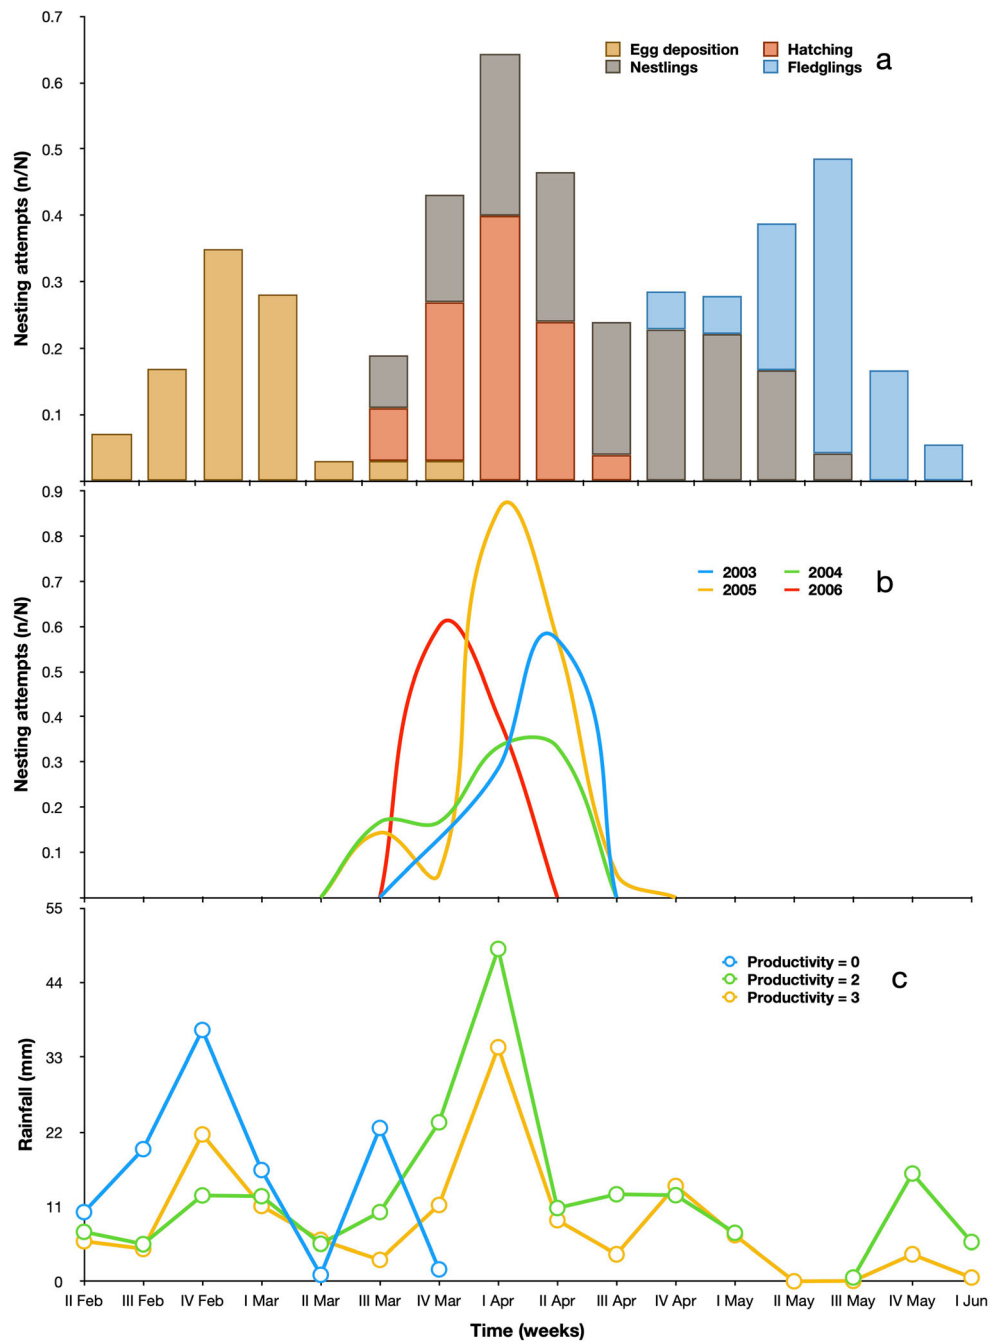 0.7
0.6
0.5
0.4
0.3
0.2
0.1
Nesting attempts (n/N)
Egg deposition
Hatching
Nestlings
Fledglings
a
0.9
0.8
0.7
0.6
0.5
0.4
0.3
0.2
0.1
Nesting attempts (n/N)
2003
2004
2005
2006
b
55
44
33
22
11
0
Rainfall (mm)
Productivity = 0
Productivity = 2
Productivity = 3
c
II Feb III Feb IV Feb I Mar II Mar III Mar IV Mar I Apr II Apr III Apr IV Apr I May II May III May IV May I Jun
Time (weeks)